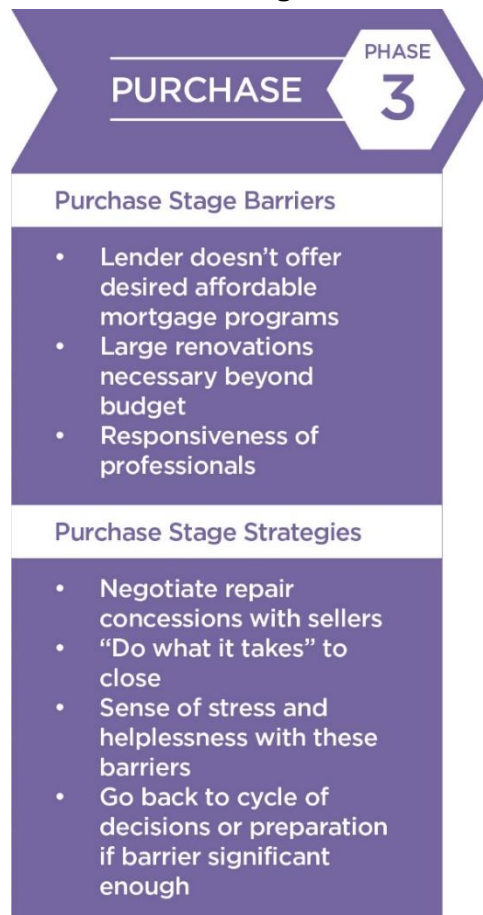 PHASE
3
PURCHASE
Purchase Stage Barriers
• Lender doesn’t offer
desired affordable
mortgage programs
• Large renovations
necessary beyond
budget
• Responsiveness of
professionals
Purchase Stage Strategies
• Negotiate repair
concessions with sellers
• “Do what it takes” to
close
• Sense of stress and
helplessness with these
barriers
• Go back to cycle of
decisions or preparation
if barrier significant
enough